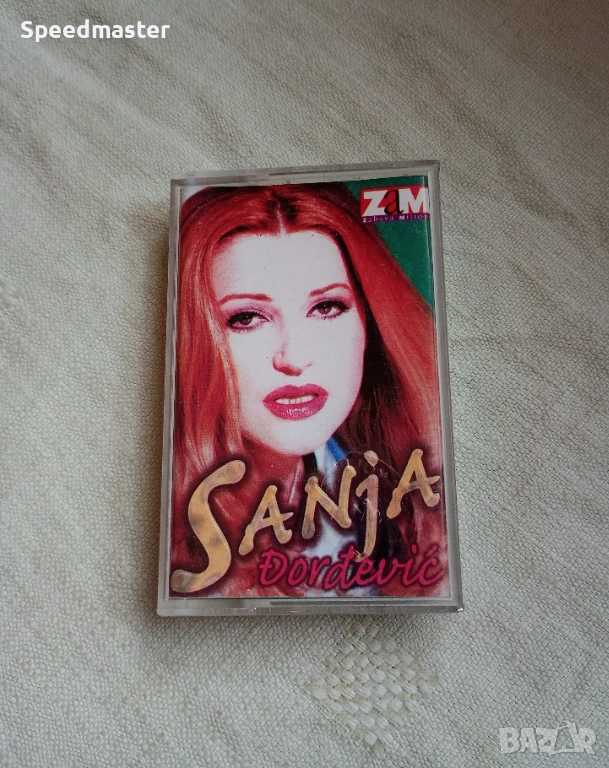 Speedmaster
ZaM
Zabava Miliona
SANjA
Đorđević
BAZAR